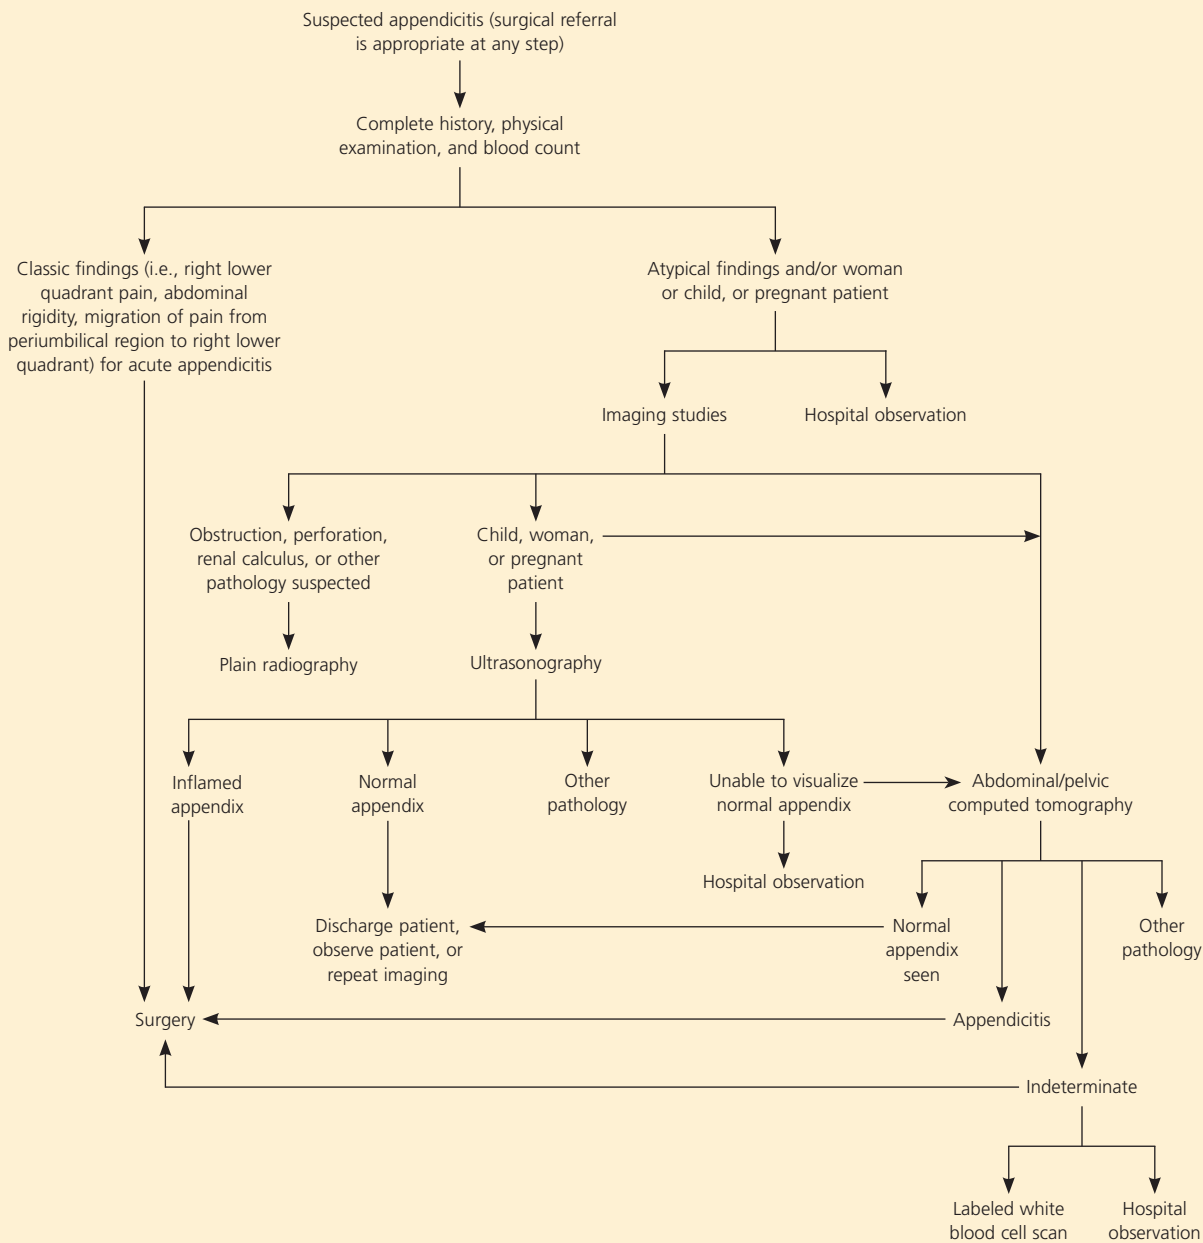 Suspected appendicitis (surgical referral
is appropriate at any step)
Complete history, physical
examination, and blood count
Classic findings (i.e., right lower
quadrant pain, abdominal
rigidity, migration of pain from
periumbilical region to right lower
quadrant) for acute appendicitis
Atypical findings and/or woman
or child, or pregnant patient
Imaging studies
Hospital observation
Obstruction, perforation,
renal calculus, or other
pathology suspected
Child, woman,
or pregnant
patient
Plain radiography
Ultrasonography
Inflamed
appendix
Normal
appendix
Other
pathology
Unable to visualize
normal appendix
Abdominal/pelvic
computed tomography
Hospital observation
Discharge patient,
observe patient, or
repeat imaging
Normal
appendix
seen
Other
pathology
Surgery
Appendicitis
Indeterminate
Labeled white
blood cell scan
Hospital
observation